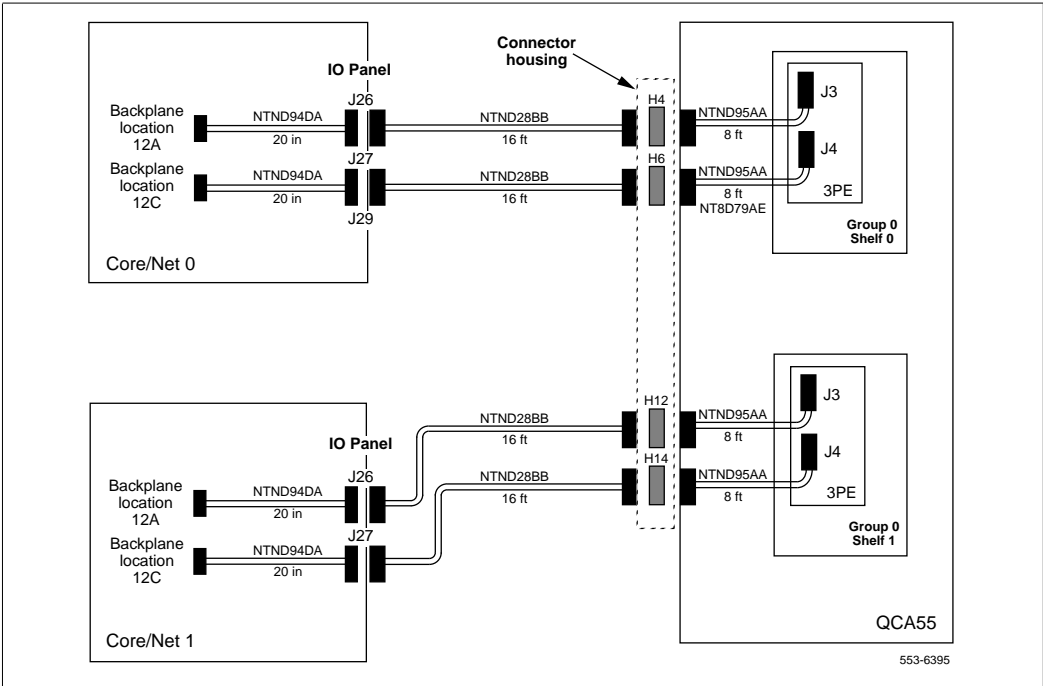 Connector
housing
IO Panel
J26
H4
J3
Backplane
location
12A
NTND94DA
20 in
NTND28BB
16 ft
NTND95AA
8 ft
J27
H6
J4
Backplane
location
12C
NTND94DA
20 in
NTND28BB
16 ft
NTND95AA
8 ft
NT8D79AE
3PE
J29
Group 0
Shelf 0
Core/Net 0
H12
J3
NTND28BB
16 ft
NTND95AA
8 ft
IO Panel
H14
J4
J26
NTND28BB
16 ft
NTND95AA
8 ft
3PE
Backplane
location
12A
NTND94DA
20 in
J27
Group 0
Shelf 1
Backplane
location
12C
NTND94DA
20 in
QCA55
Core/Net 1
553-6395